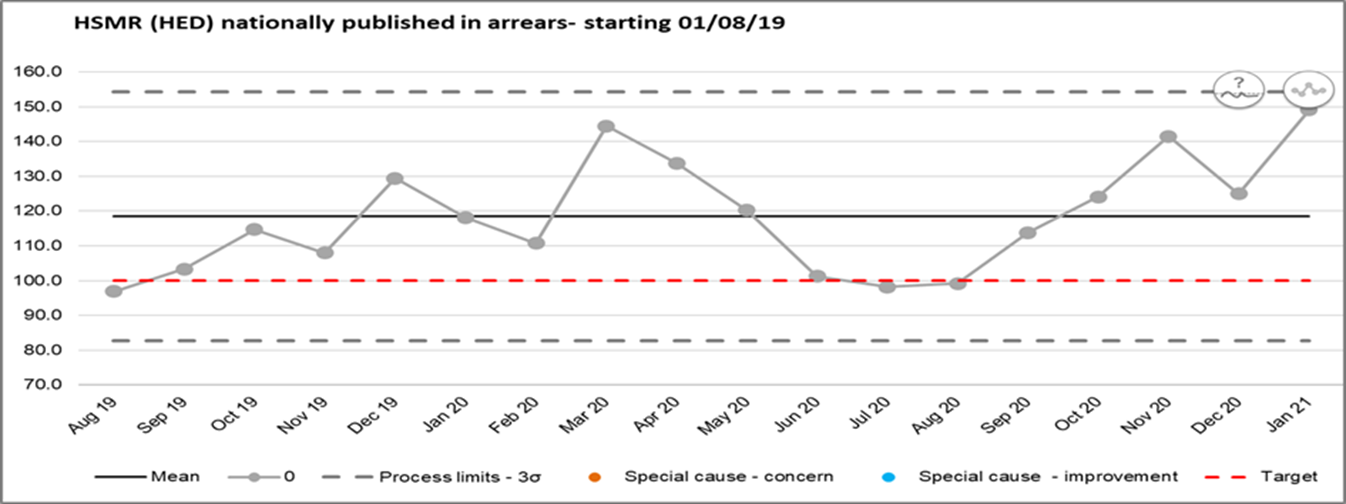 HSMR (HED) nationally published in arrears- starting 01/08/19
160.0
150.0
140.0
130.0
120.0
110.0
100.0
90.0
80.0
70.0
?
Aug 19
Sep 19
Oct 19
Nov 19
Dec 19
Jan 20
Feb 20
Mar 20
Apr 20
May 20
Jun 20
Jul 20
Aug 20
Sep 20
Oct 20
Nov 20
Dec 20
Jan 21
Mean 0 Process limits - 3σ Special cause - concern Special cause - improvement Target